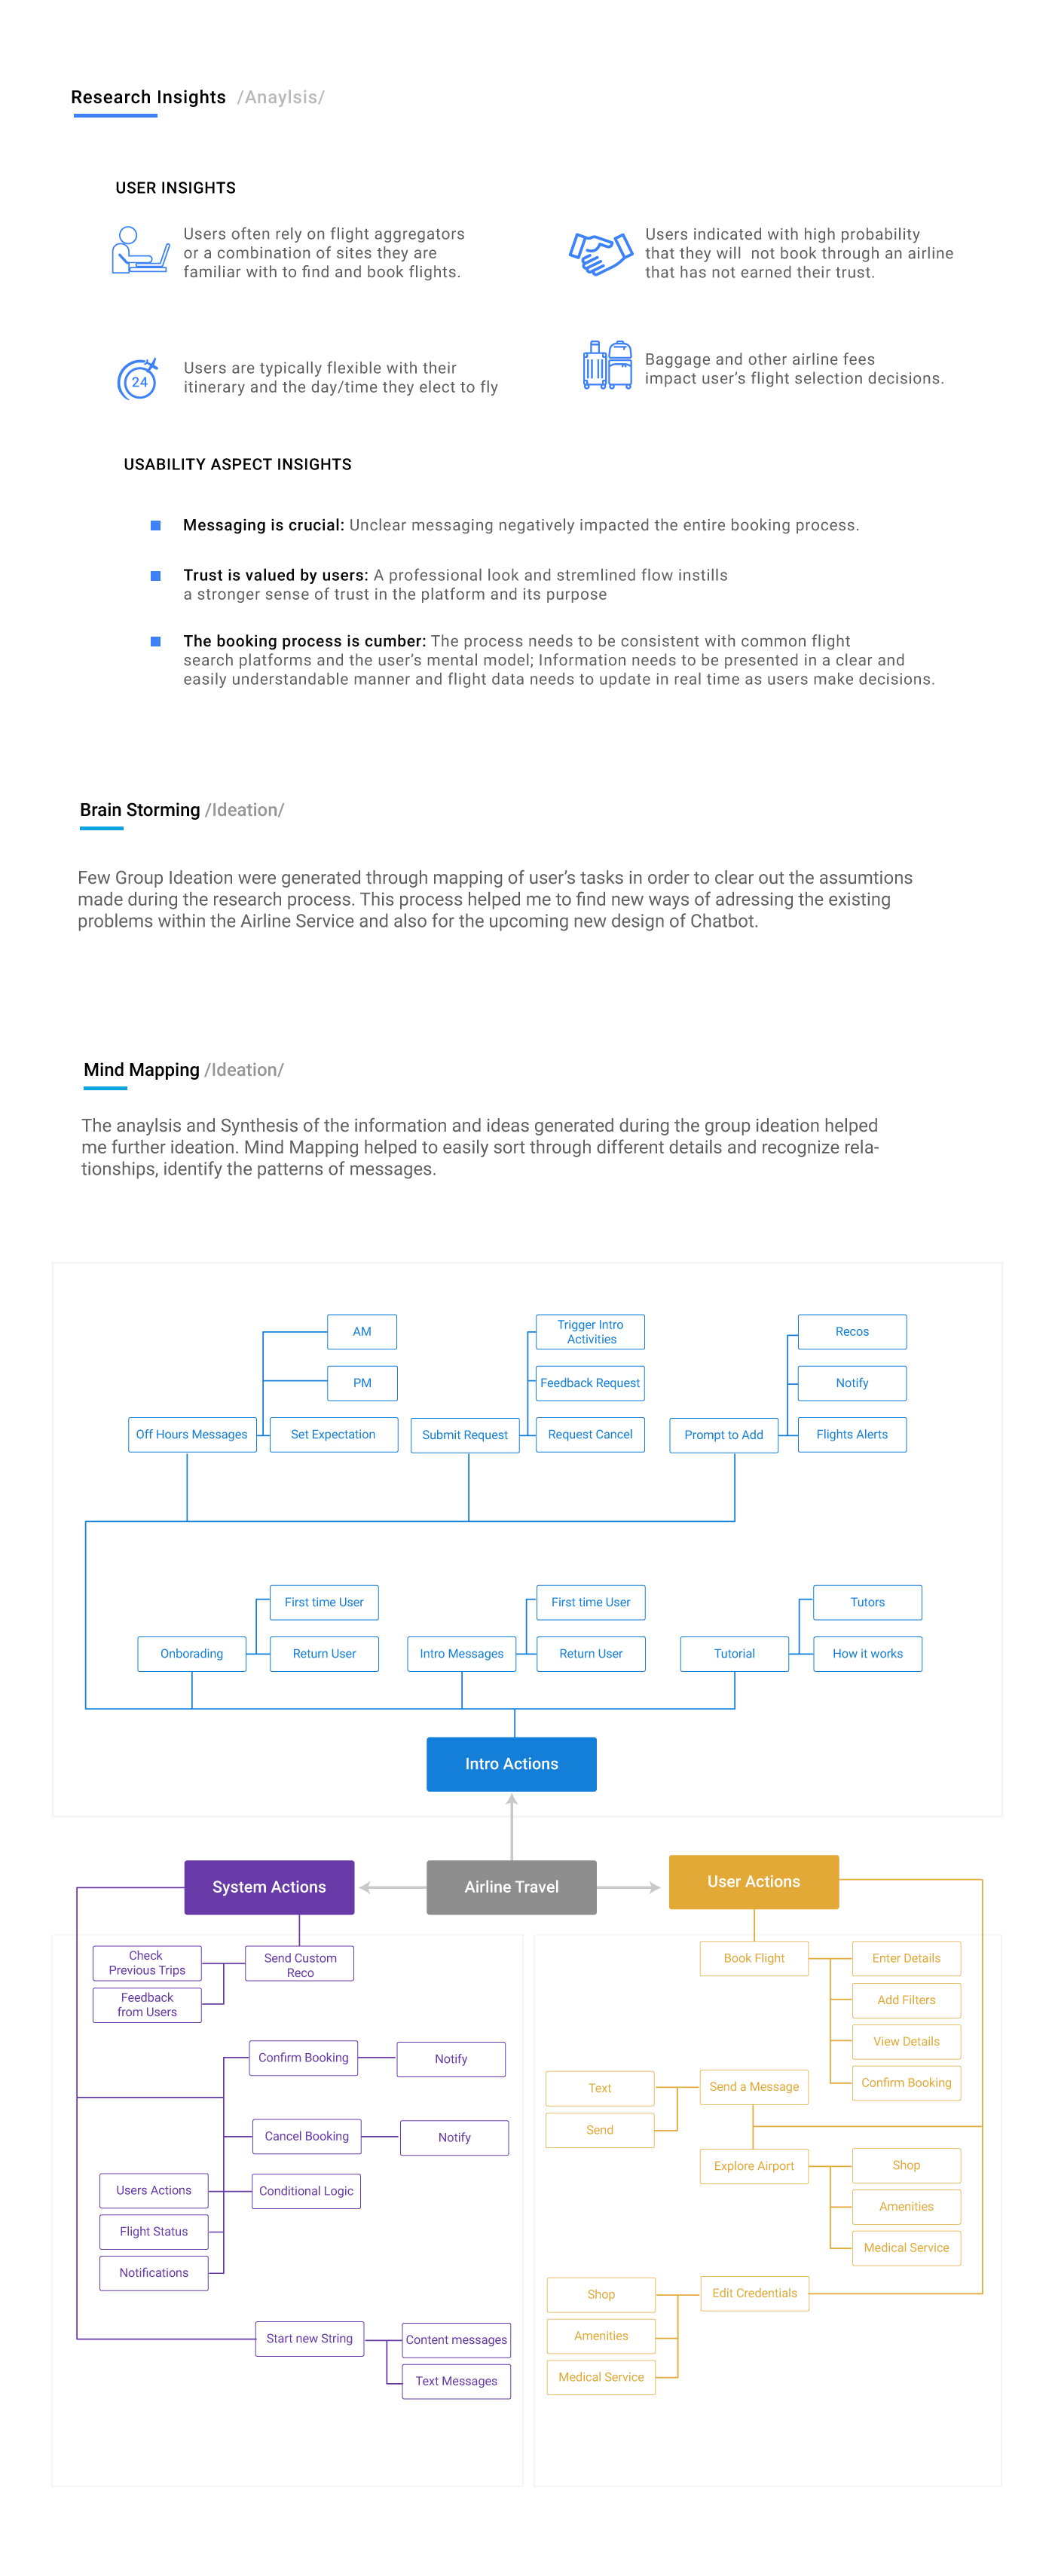 Research Insights /Anaylsis/
USER INSIGHTS
Users often rely on flight aggregators
or a combination of sites they are
familiar with to find and book flights.
Users indicated with high probability
that they will not book through an airline
that has not earned their trust.
24
Users are typically flexible with their
itinerary and the day/time they elect to fly
Baggage and other airline fees
impact user's flight selection decisions.
USABILITY ASPECT INSIGHTS
Messaging is crucial: Unclear messaging negatively impacted the entire booking process.
Trust is valued by users: A professional look and stremlined flow instills
a stronger sense of trust in the platform and its purpose
The booking process is cumber: The process needs to be consistent with common flight
search platforms and the user's mental model; Information needs to be presented in a clear and
easily understandable manner and flight data needs to update in real time as users make decisions.
Brain Storming /Ideation/
Few Group Ideation were generated through mapping of user's tasks in order to clear out the assumtions
made during the research process. This process helped me to find new ways of adressing the existing
problems within the Airline Service and also for the upcoming new design of Chatbot.
Mind Mapping /Ideation/
The anaylsis and Synthesis of the information and ideas generated during the group ideation helped
me further ideation. Mind Mapping helped to easily sort through different details and recognize rela-
tionships, identify the patterns of messages.
AM
Trigger Intro
Activities
Recos
PM
Feedback Request
Notify
Off Hours Messages
Set Expectation
Submit Request
Request Cancel
Prompt to Add
Flights Alerts
First time User
First time User
Tutors
Onborading
Return User
Intro Messages
Return User
Tutorial
How it works
Intro Actions
System Actions
Airline Travel
User Actions
Check
Previous Trips
Send Custom
Reco
Feedback
from Users
Confirm Booking
Notify
Cancel Booking
Notify
Users Actions
Conditional Logic
Flight Status
Notifications
Start new String
Content messages
Text Messages
Book Flight
Enter Details
Add Filters
View Details
Confirm Booking
Text
Send a Message
Send
Explore Airport
Shop
Amenities
Medical Service
Shop
Edit Credentials
Amenities
Medical Service